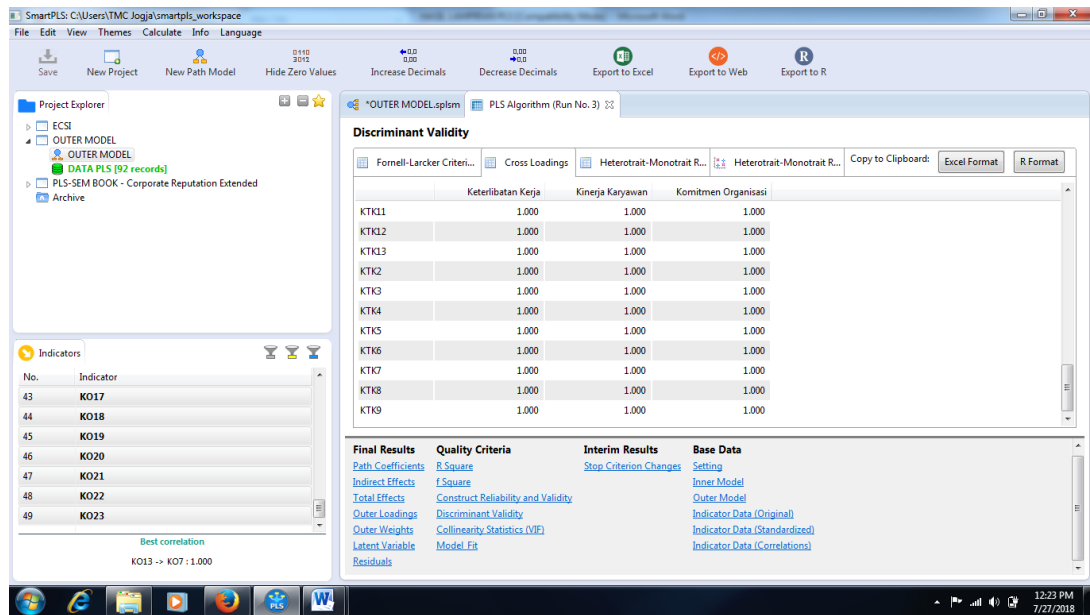 SmartPLS: C:\Users\TMC Jogja\smartpls_workspace
File Edit View Themes Calculate Info Language
Save New Project New Path Model Hide Zero Values Increase Decimals Decrease Decimals Export to Excel Export to Web Export to R
Project Explorer
ECSI
OUTER MODEL
OUTER MODEL
DATA PLS [92 records]
PLS-SEM BOOK - Corporate Reputation Extended
Archive
Indicators
No. Indicator
43 KO17
44 KO18
45 KO19
46 KO20
47 KO21
48 KO22
49 KO23
Best correlation
KO13 -> KO7 : 1.000
*OUTER MODEL.splsm PLS Algorithm (Run No. 3)
Discriminant Validity
Fornell-Larcker Criteri... Cross Loadings Heterotrait-Monotrait R... Heterotrait-Monotrait R... Copy to Clipboard: Excel Format R Format
Keterlibatan Kerja Kinerja Karyawan Komitmen Organisasi
KTK11 1.000 1.000 1.000
KTK12 1.000 1.000 1.000
KTK13 1.000 1.000 1.000
KTK2 1.000 1.000 1.000
KTK3 1.000 1.000 1.000
KTK4 1.000 1.000 1.000
KTK5 1.000 1.000 1.000
KTK6 1.000 1.000 1.000
KTK7 1.000 1.000 1.000
KTK8 1.000 1.000 1.000
KTK9 1.000 1.000 1.000
Final Results Quality Criteria Interim Results Base Data
Path Coefficients R Square Stop Criterion Changes Setting
Indirect Effects f Square Inner Model
Total Effects Construct Reliability and Validity Outer Model
Outer Loadings Discriminant Validity Indicator Data (Original)
Outer Weights Collinearity Statistics (VIF) Indicator Data (Standardized)
Latent Variable Model_Fit Indicator Data (Correlations)
Residuals
PLS
12:23 PM
7/27/2018